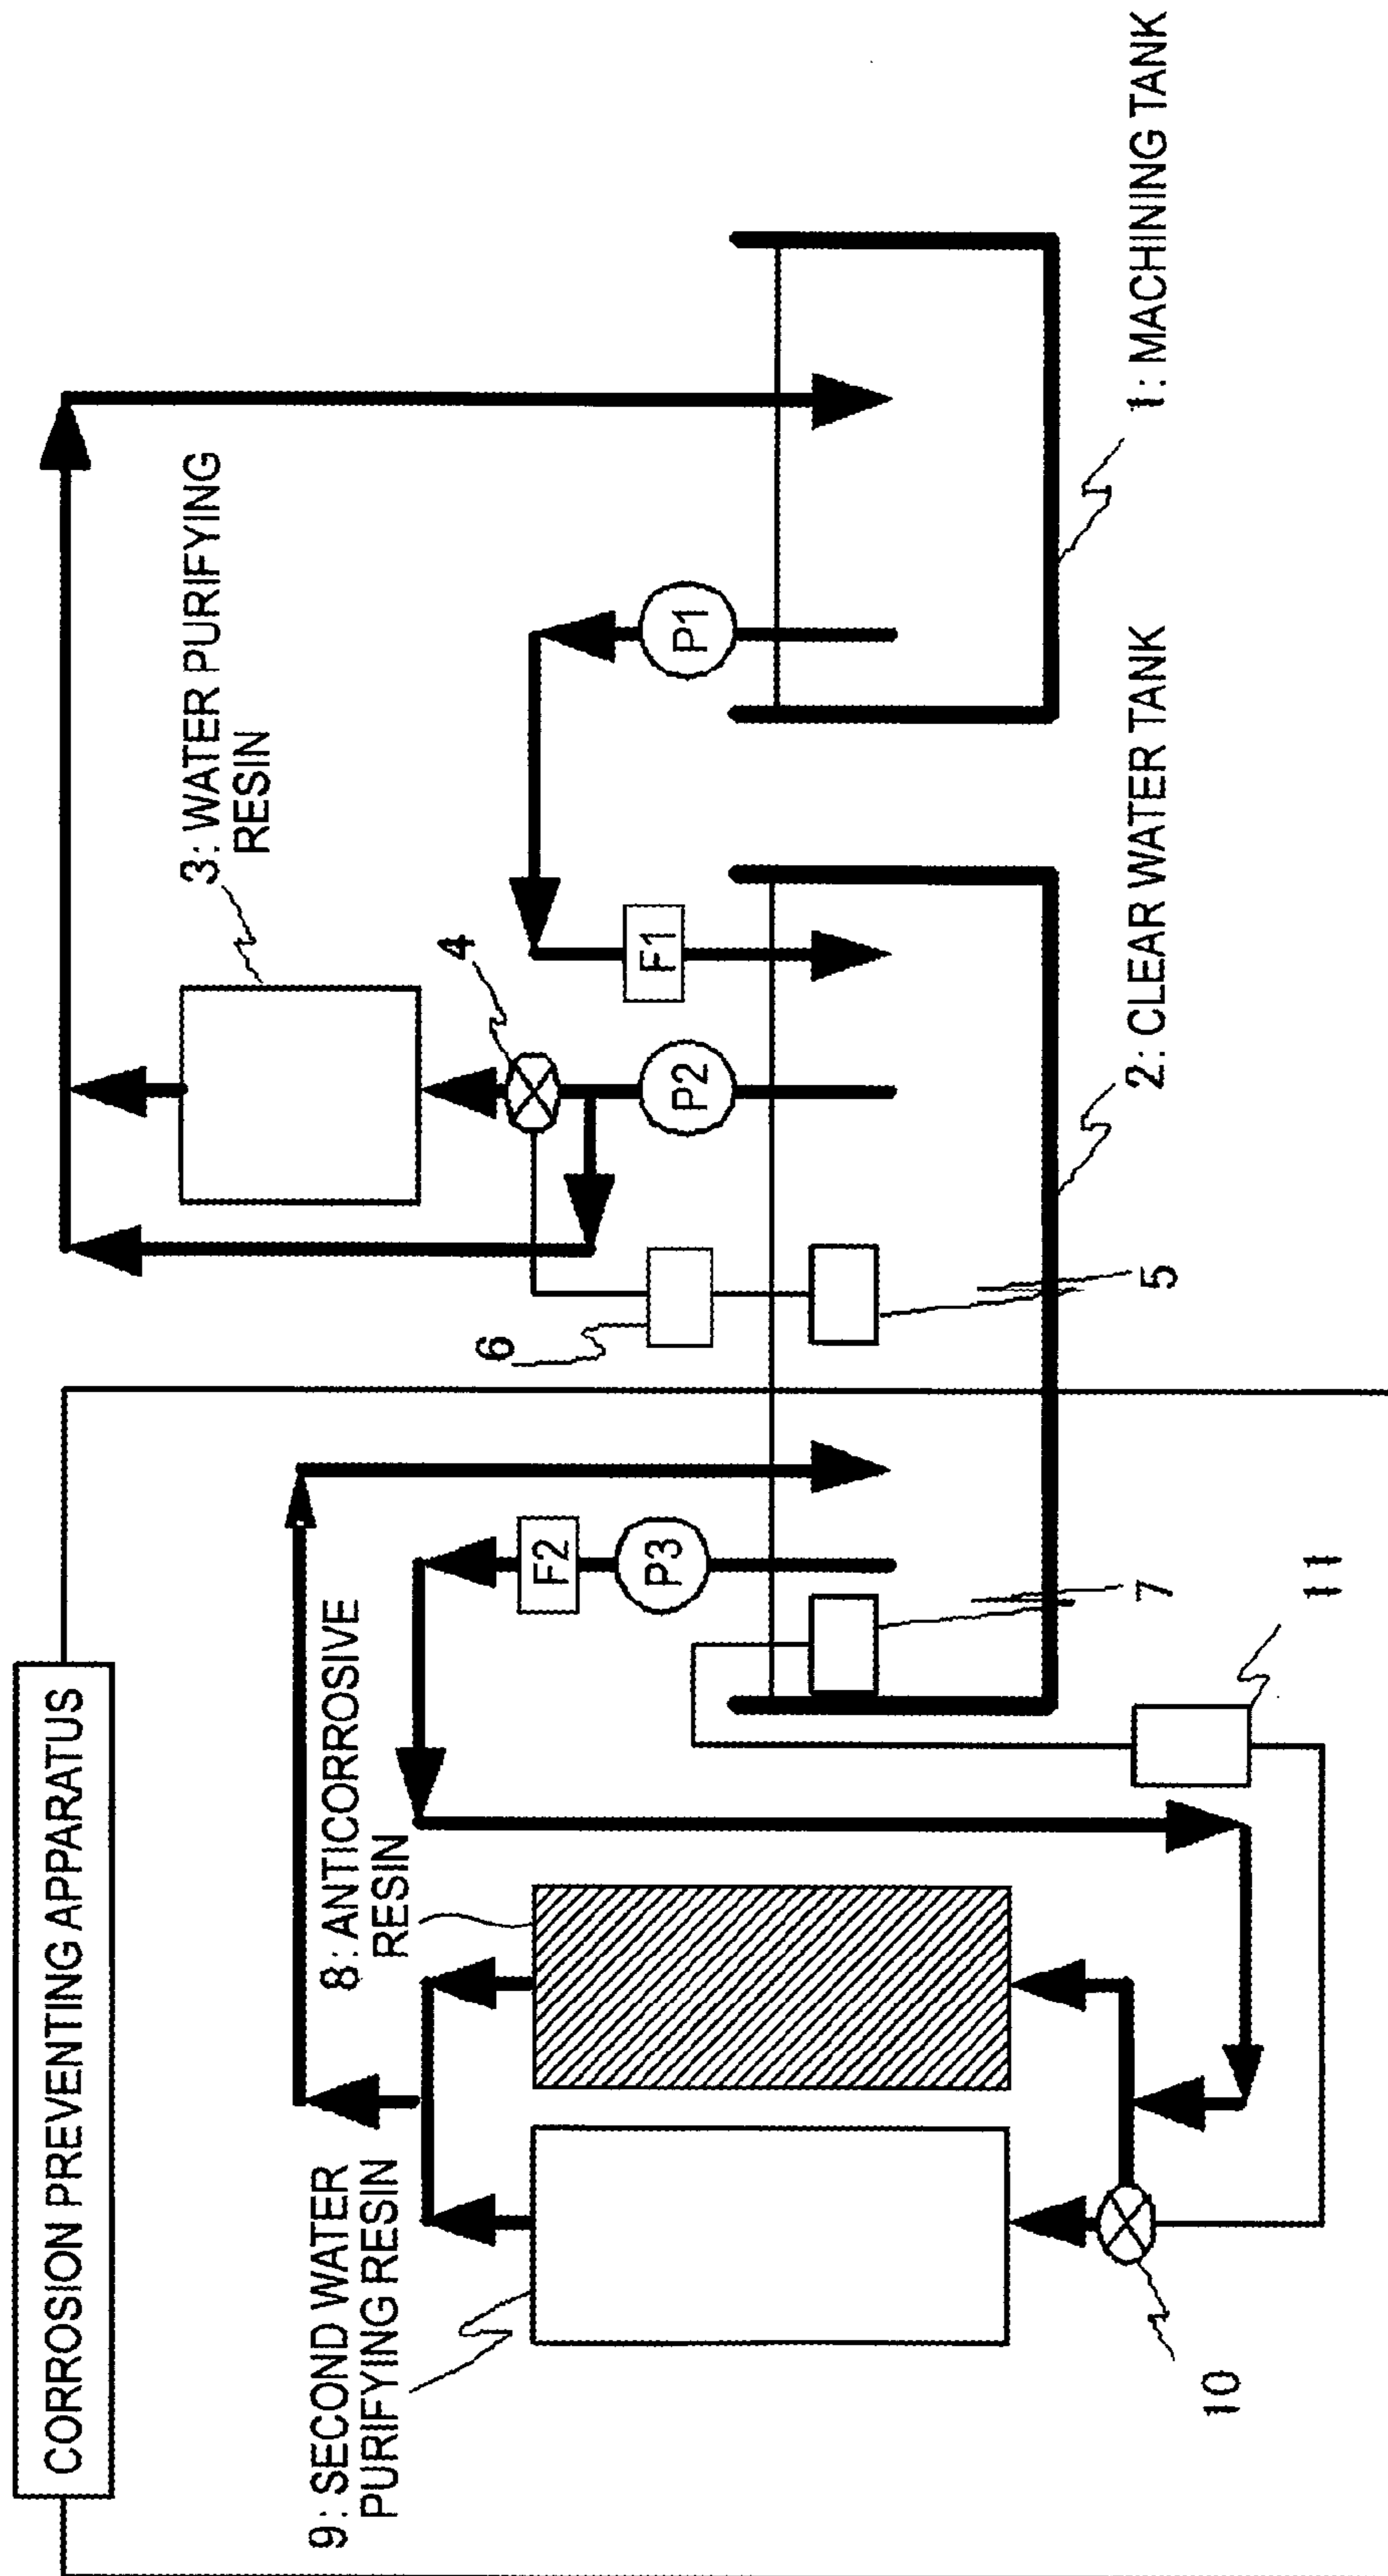 CORROSION PREVENTING APPARATUS
9: SECOND WATER
PURIFYING RESIN
8: ANTICORROSIVE
RESIN
3: WATER PURIFYING
RESIN
4
F2
P3
6
F1
P2
P1
10
11
7
5
2: CLEAR WATER TANK
1: MACHINING TANK